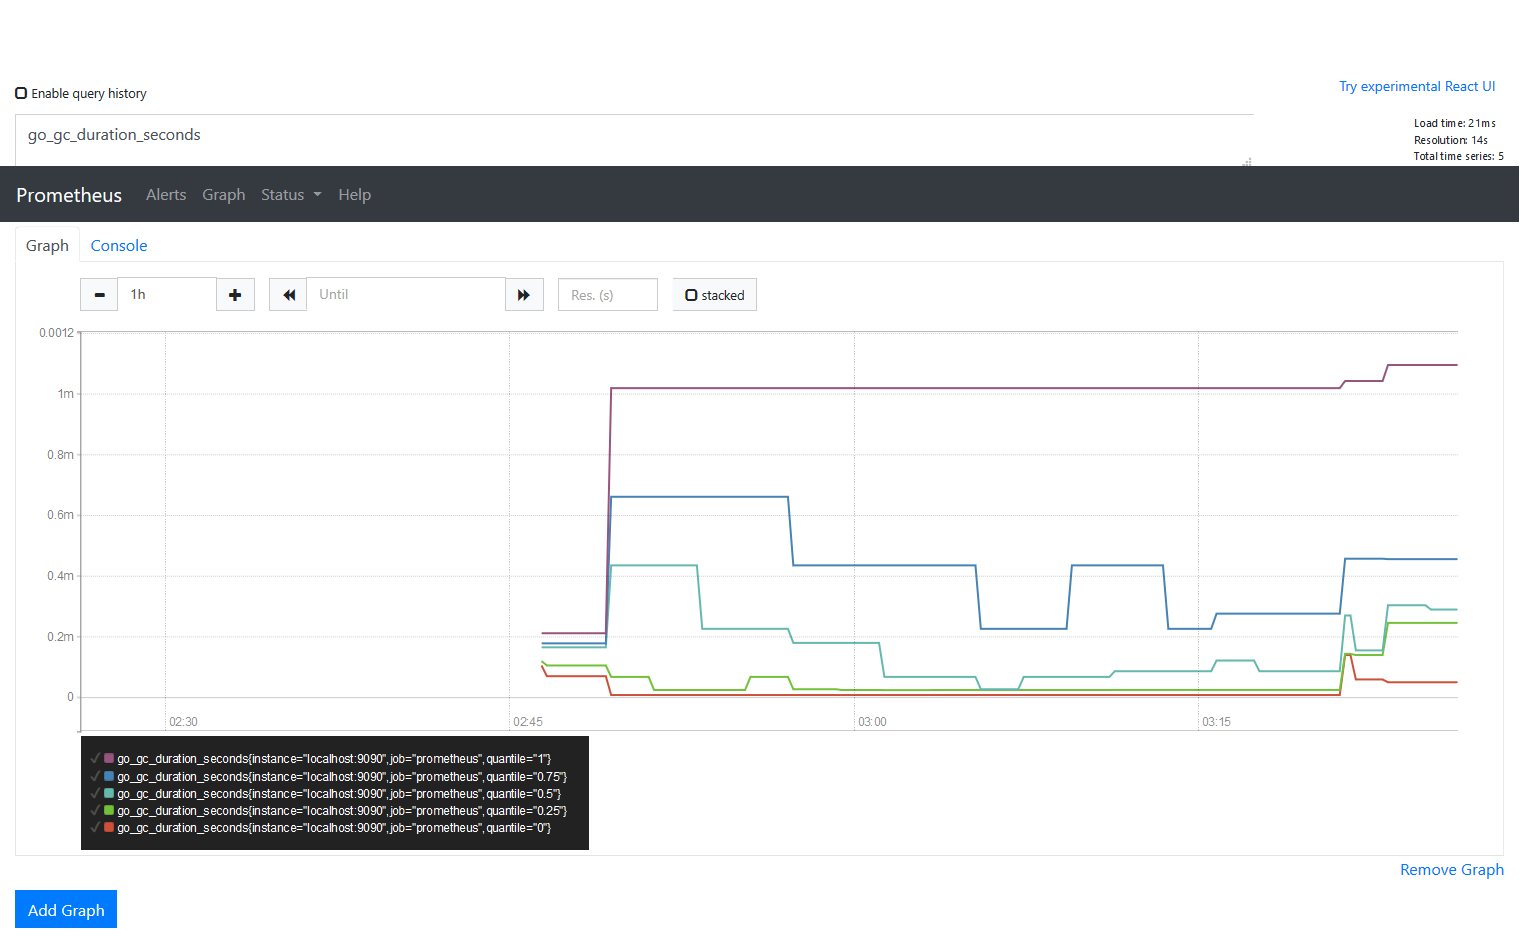 Enable query history
Try experimental React UI
go_gc_duration_seconds
Load time: 21ms
Resolution: 14s
Total time series: 5
Prometheus Alerts Graph Status Help
Graph Console
1h Until Res. (s) stacked
0.0012
1m
0.8m
0.6m
0.4m
0.2m
0
02:30 02:45 03:00 03:15
go_gc_duration_seconds{instance="localhost:9090",job="prometheus",quantile="1"}
go_gc_duration_seconds{instance="localhost:9090",job="prometheus",quantile="0.75"}
go_gc_duration_seconds{instance="localhost:9090",job="prometheus",quantile="0.5"}
go_gc_duration_seconds{instance="localhost:9090",job="prometheus",quantile="0.25"}
go_gc_duration_seconds{instance="localhost:9090",job="prometheus",quantile="0"}
Remove Graph
Add Graph